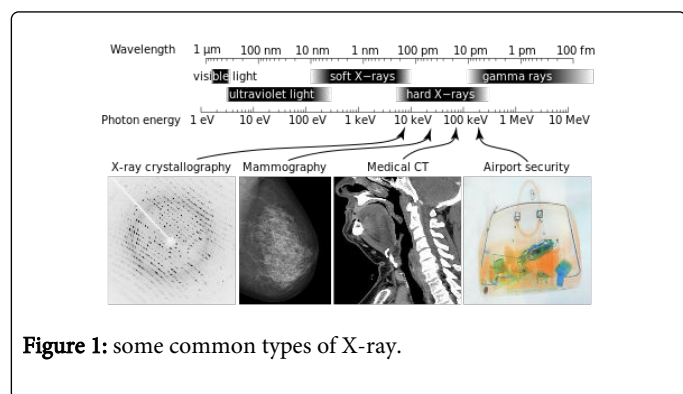 Wavelength 1 μm 100 nm 10 nm 1 nm 100 pm 10 pm 1 pm 100 fm
visible light soft X−rays gamma rays
ultraviolet light hard X−rays
Photon energy 1 eV 10 eV 100 eV 1 keV 10 keV 100 keV 1 MeV 10 MeV
X-ray crystallography Mammography Medical CT Airport security
Figure 1: some common types of X-ray.